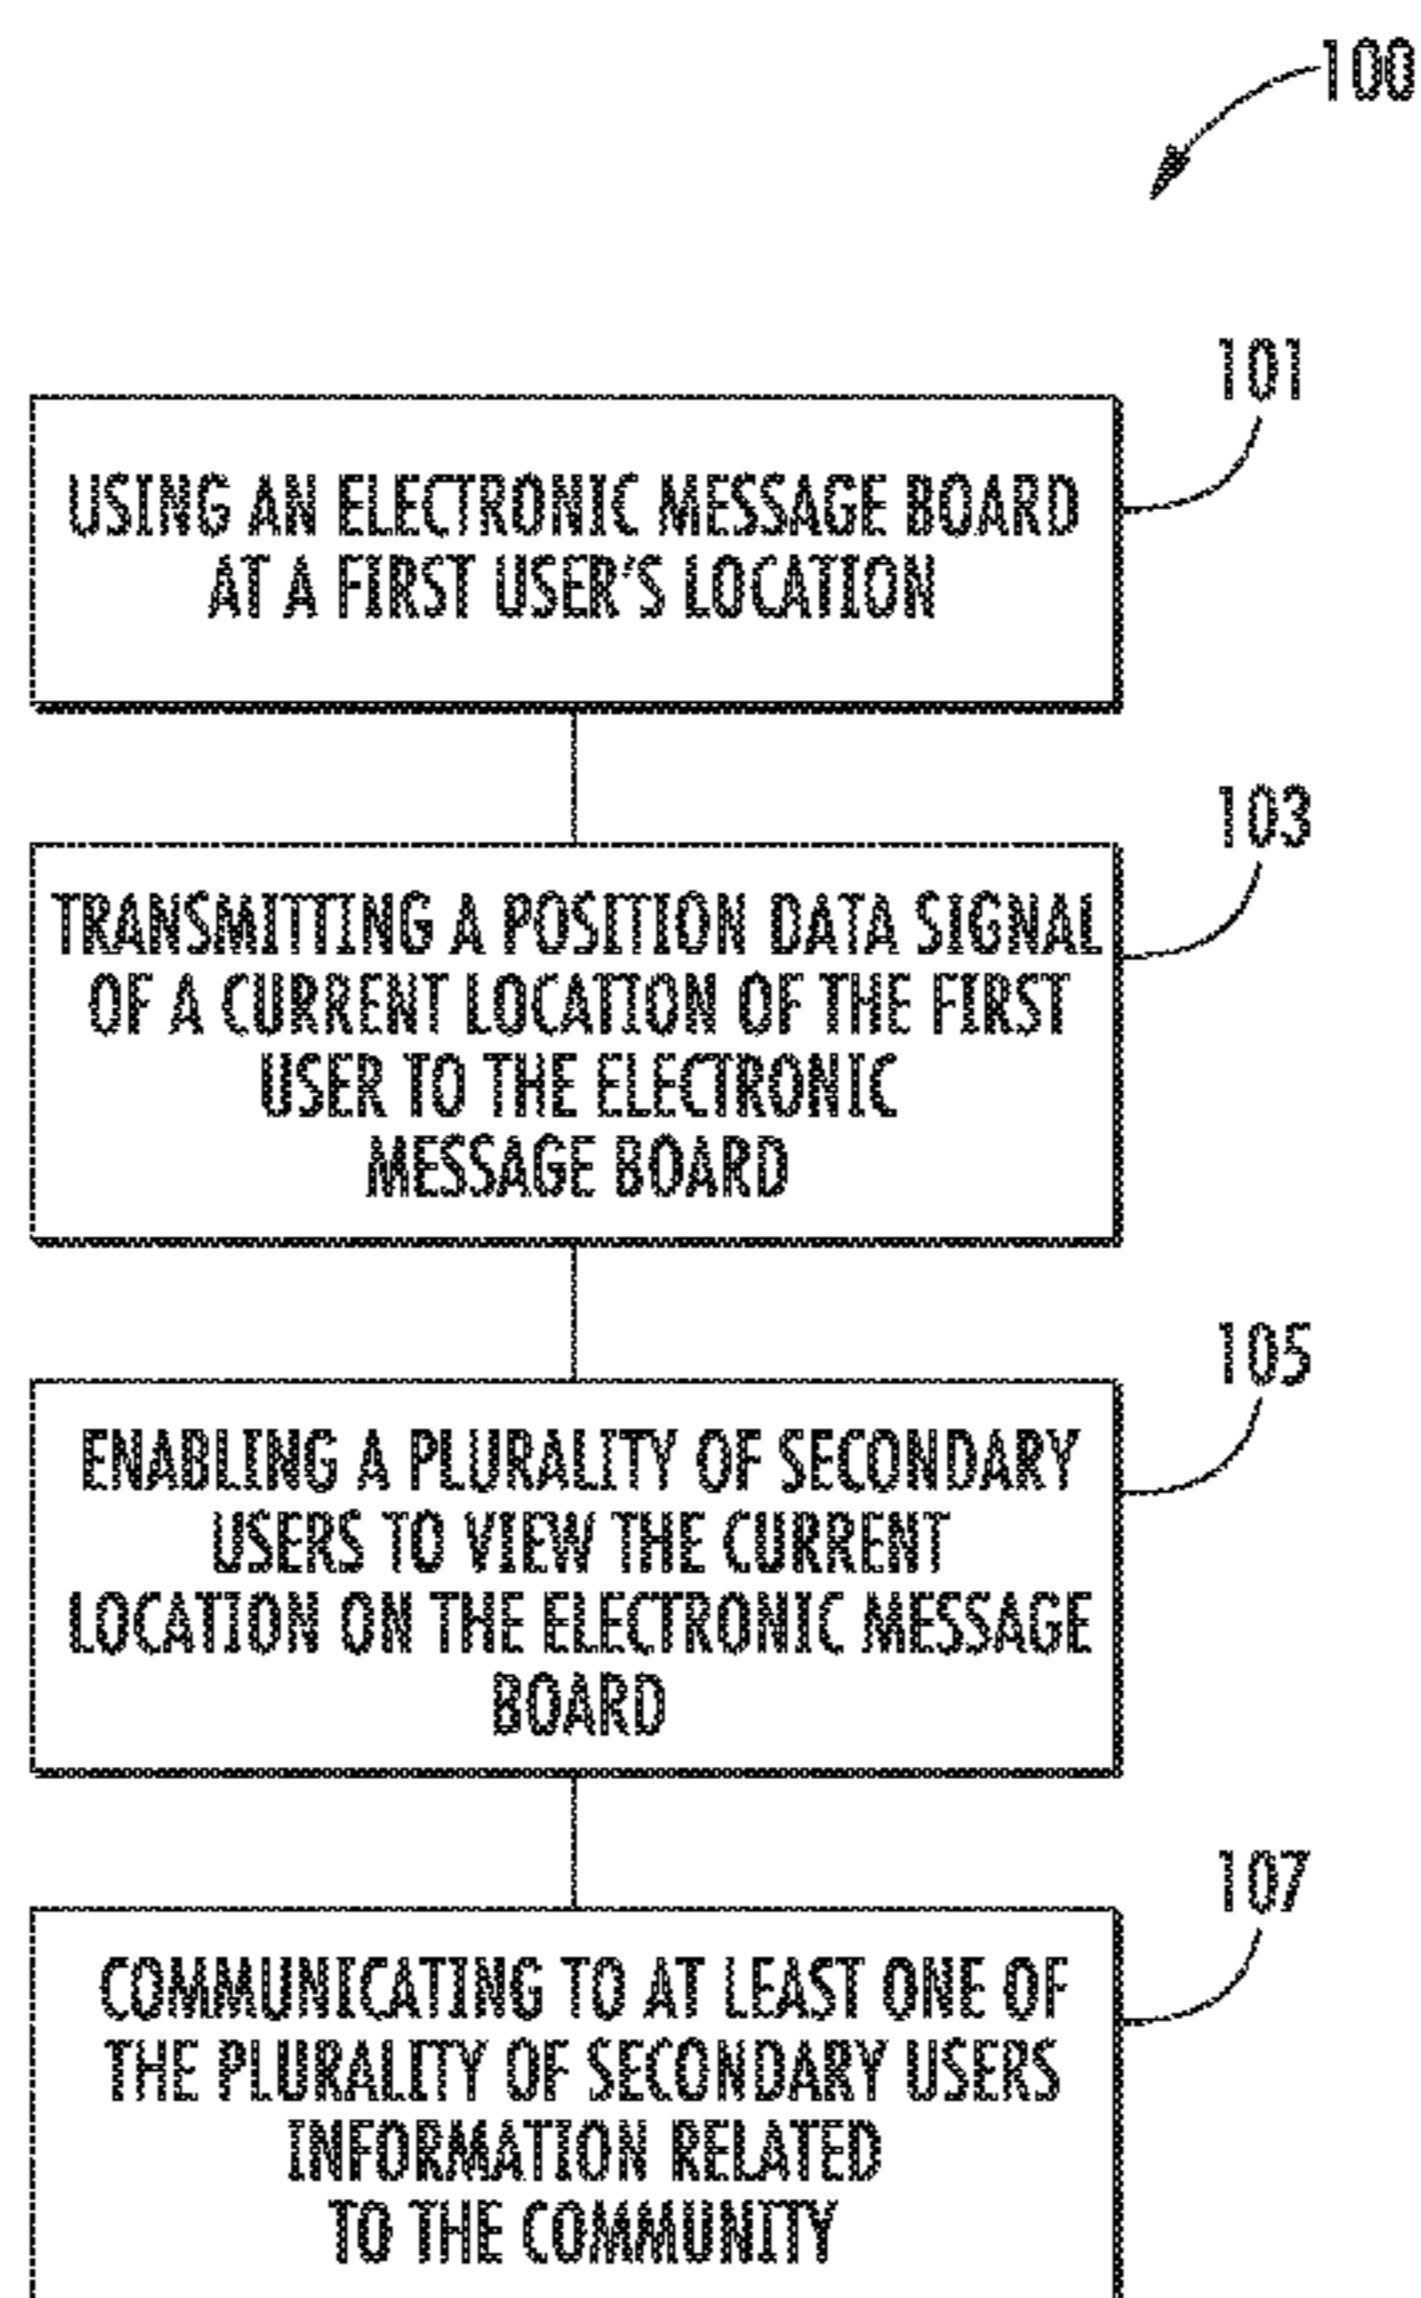 100
101
USING AN ELECTRONIC MESSAGE BOARD
AT A FIRST USER'S LOCATION
103
TRANSMITTING A POSITION DATA SIGNAL
OF A CURRENT LOCATION OF THE FIRST
USER TO THE ELECTRONIC
MESSAGE BOARD
105
ENABLING A PLURALITY OF SECONDARY
USERS TO VIEW THE CURRENT
LOCATION ON THE ELECTRONIC MESSAGE
BOARD
107
COMMUNICATING TO AT LEAST ONE OF
THE PLURALITY OF SECONDARY USERS
INFORMATION RELATED
TO THE COMMUNITY